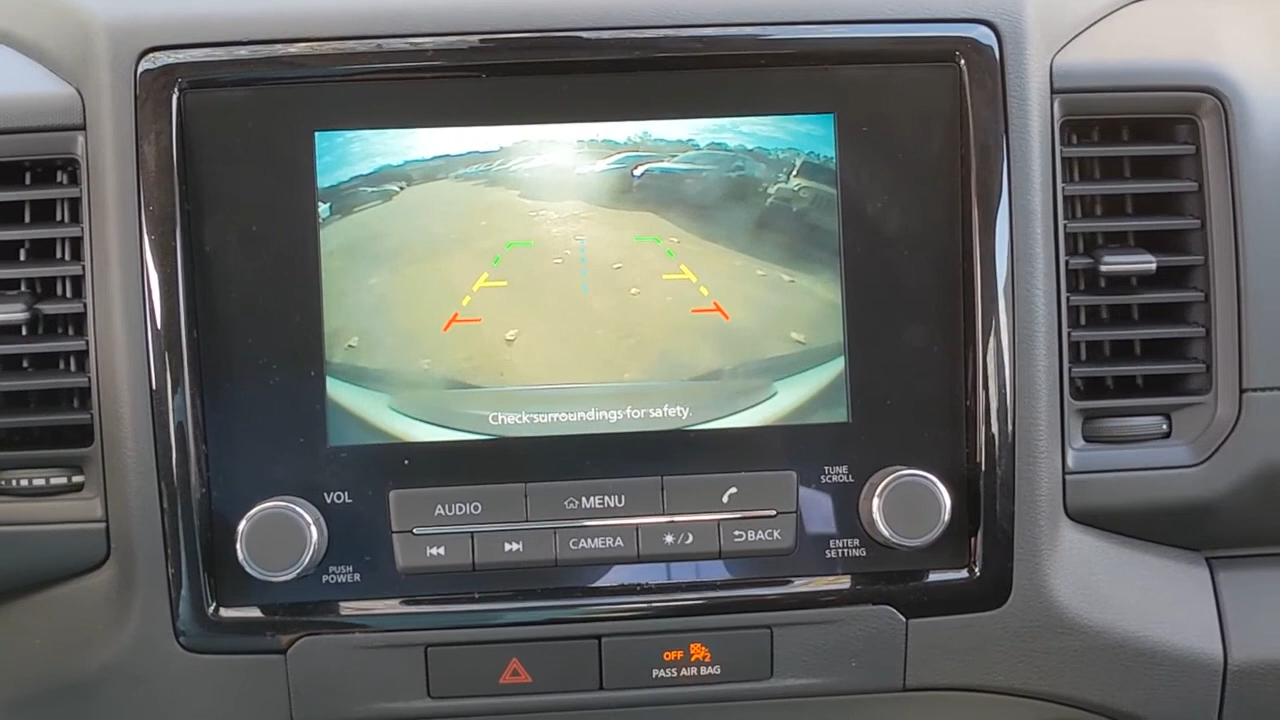 Check surroundings for safety.
VOL
PUSH
POWER
AUDIO
MENU
CAMERA
BACK
TUNE
SCROLL
ENTER
SETTING
OFF 2
PASS AIR BAG